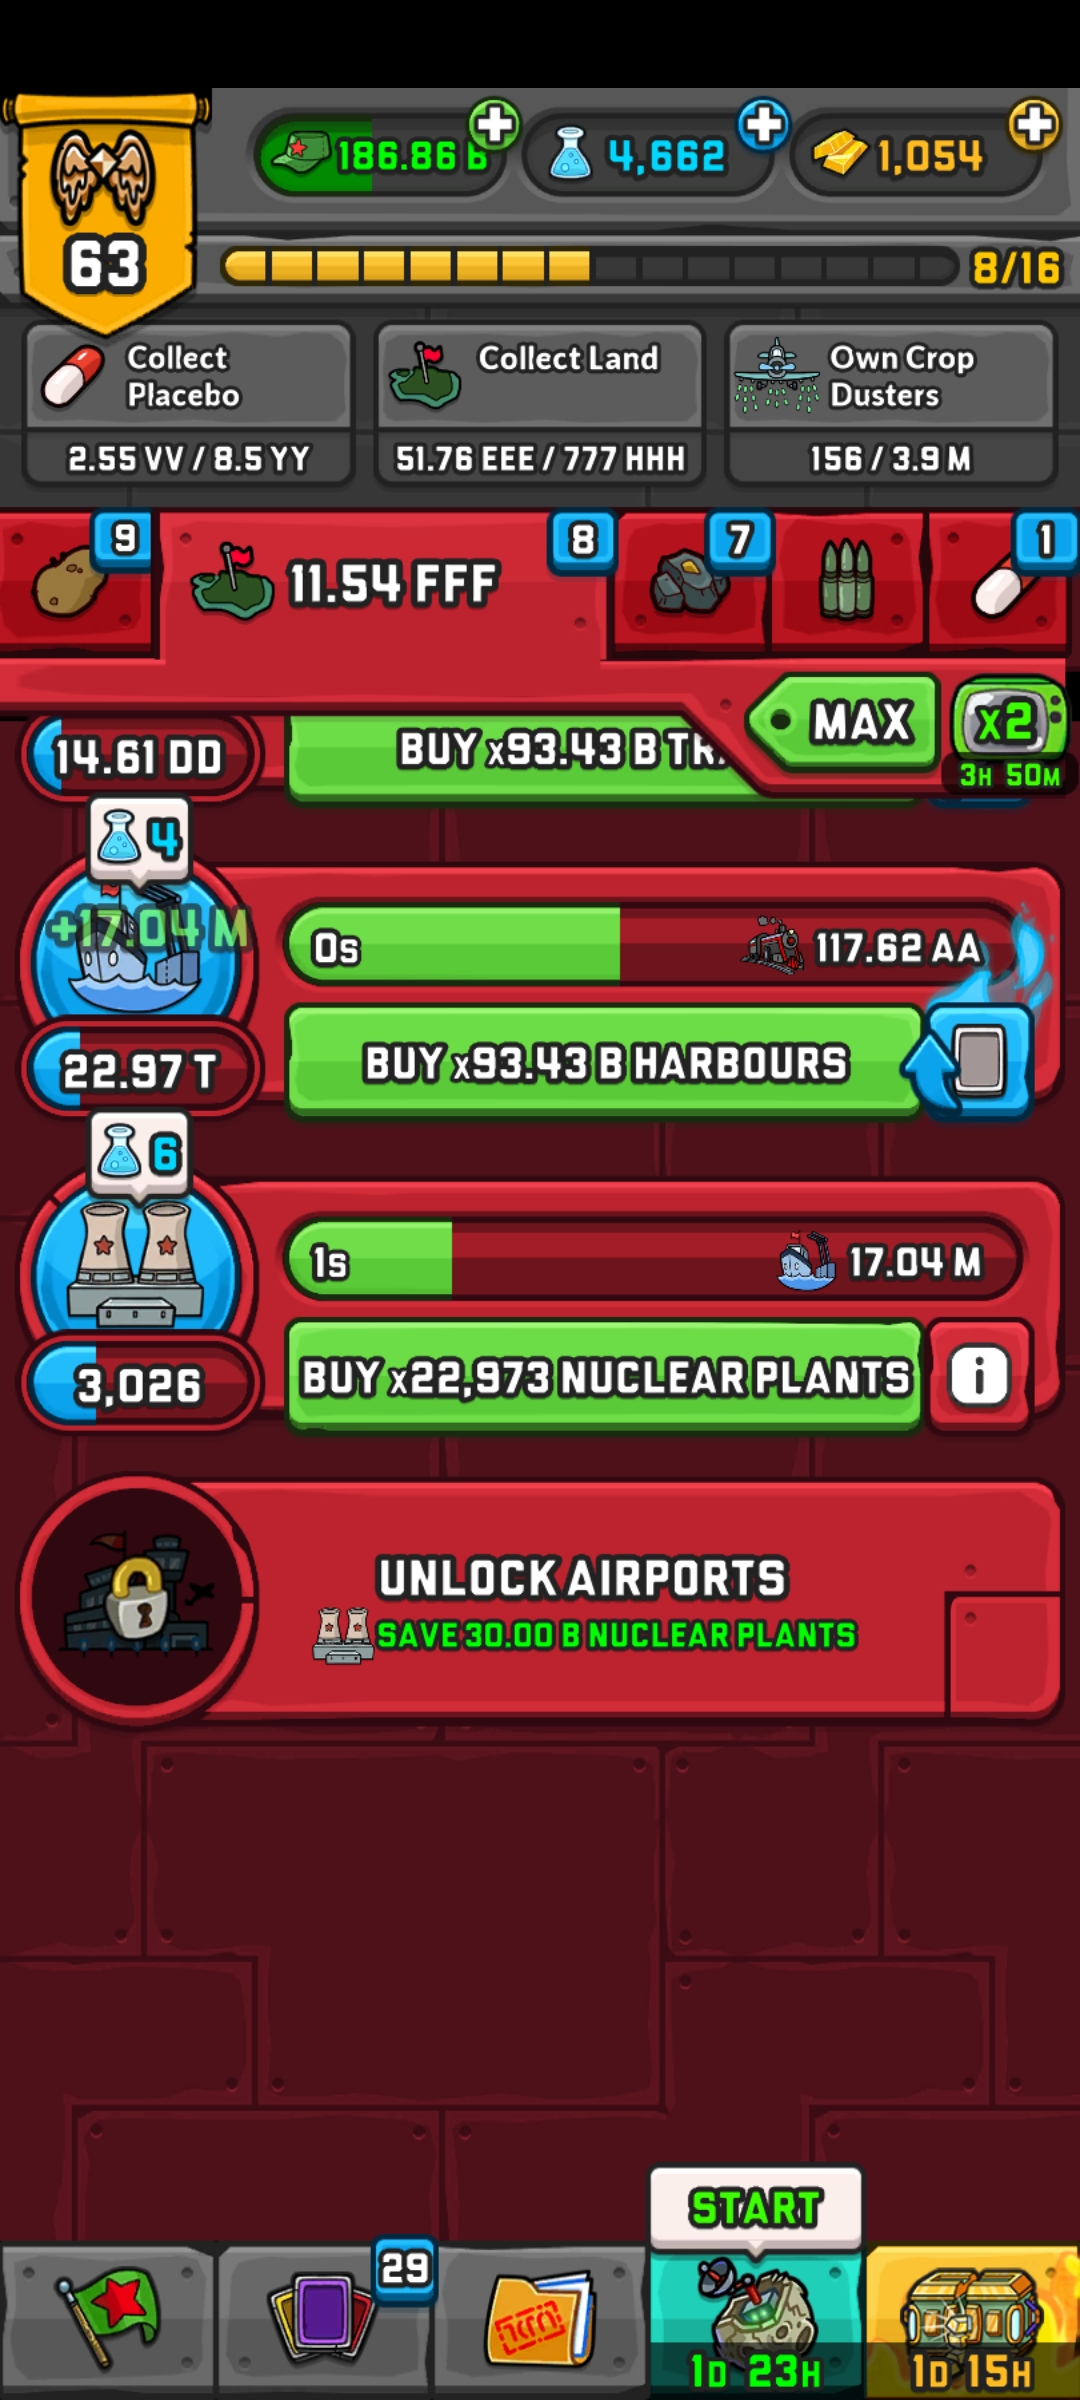 186.86 B
4,662
1,054
63
8/16
Collect
Placebo
2.55 VV / 8.5 YY
Collect Land
51.76 EEE / 777 HHH
Own Crop
Dusters
156 / 3.9 M
9
11.54 FFF
8
7
1
MAX
x2
3H 50M
14.61 DD
BUY x93.43 B
4
+17.04 M
0s
117.62 AA
22.97 T
BUY x93.43 B HARBOURS
6
1s
17.04 M
3,026
BUY x22,973 NUCLEAR PLANTS
i
UNLOCK AIRPORTS
SAVE 30.00 B NUCLEAR PLANTS
START
29
1D 23H
1D 15H